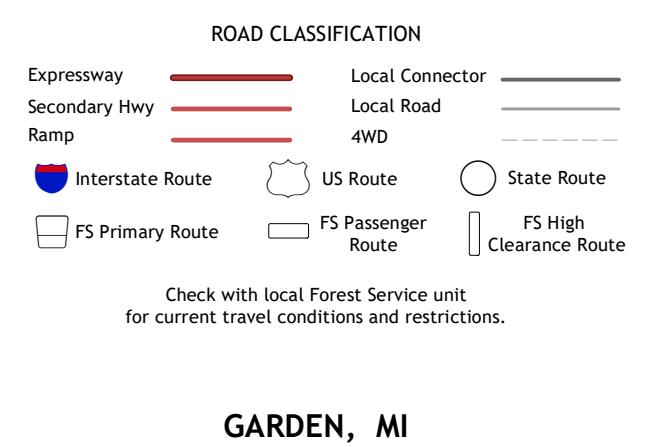 ROAD CLASSIFICATION
Expressway
Local Connector
Secondary Hwy
Local Road
Ramp
4WD
Interstate Route
US Route
State Route
FS Primary Route
FS Passenger
Route
FS High
Clearance Route
Check with local Forest Service unit
for current travel conditions and restrictions.
GARDEN, MI